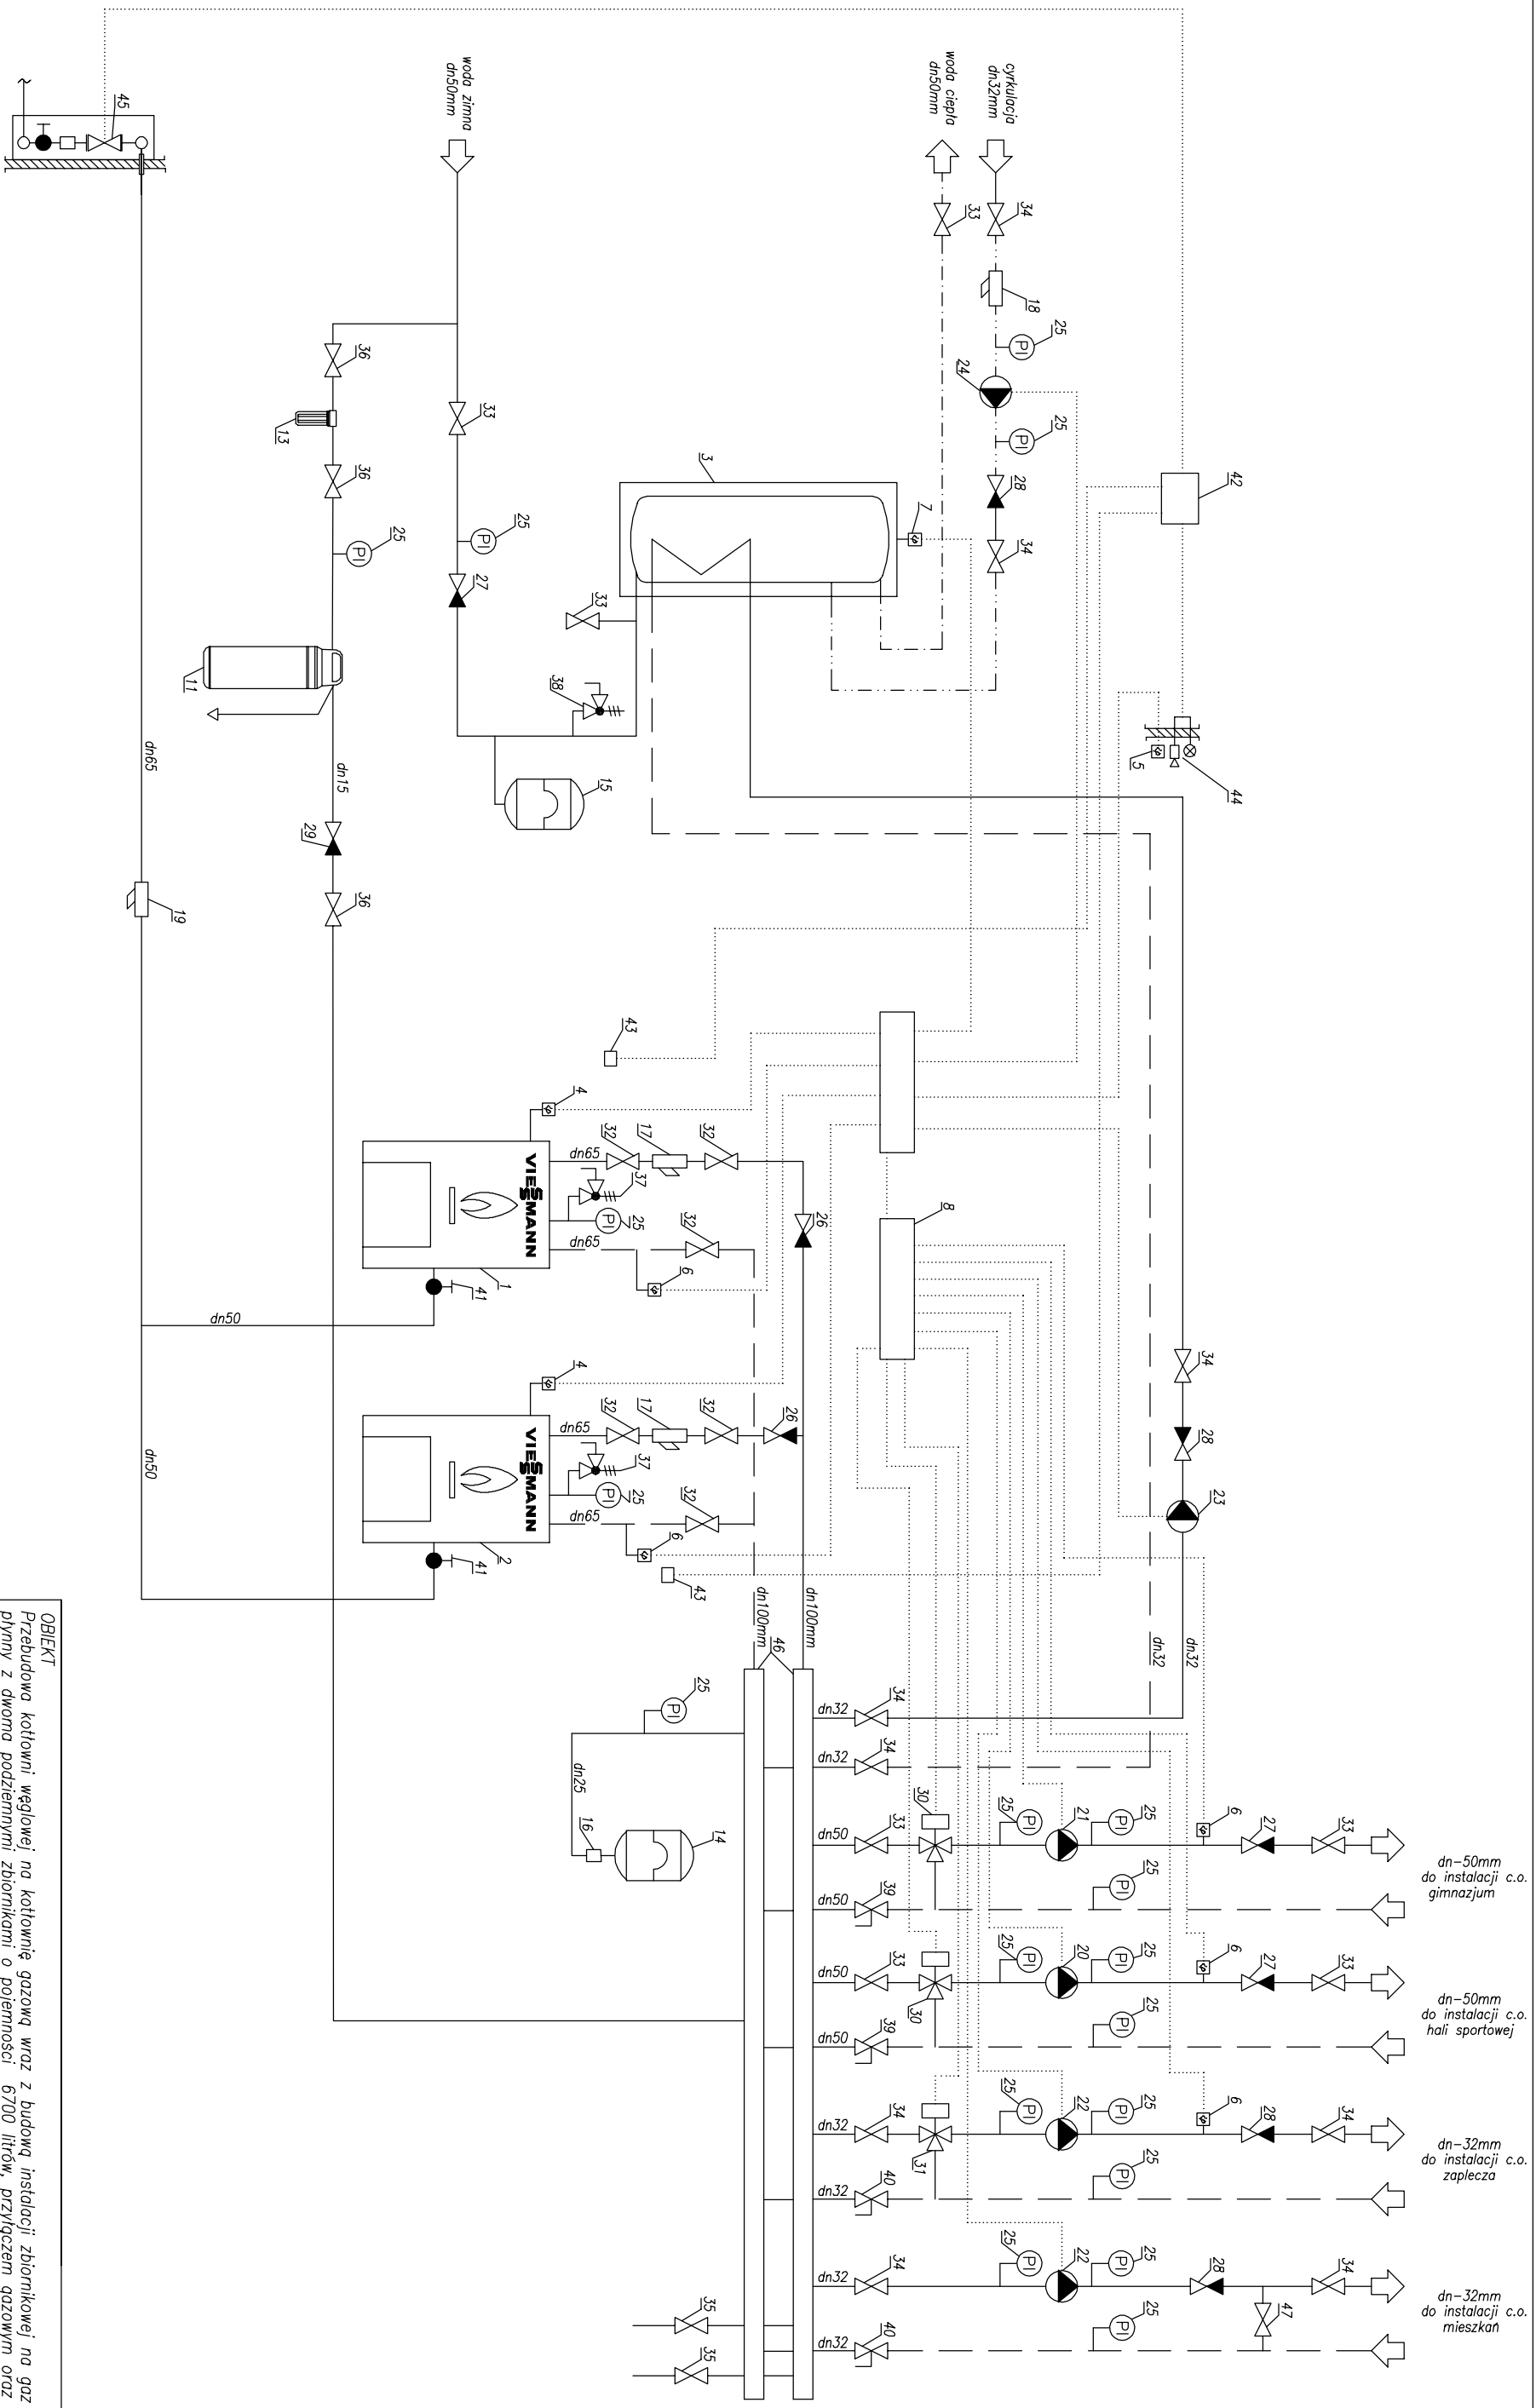 cyrkulacja
dn32mm
woda ciepła
dn50mm
woda zimna
dn50mm
45
34
33
18
25
24
25
28
34
42
44
5
36
13
36
25
33
25
27
3
7
33
38
15
11
dn65
dn15
29
36
19
43
4
dn65
32
17
32
37
25
dn65
32
6
26
VIESSMANN
1
41
dn50
8
4
dn65
32
17
32
26
37
25
dn65
32
6
43
VIESSMANN
2
41
dn50
34
28
23
dn100mm
dn100mm
46
dn32
dn32
25
dn25
16
14
dn32
34
dn32
34
dn50
33
30
25
21
25
6
27
33
dn-50mm
do instalacji c.o.
gimnazjum
dn50
39
25
dn50
33
30
25
20
25
6
27
33
dn-50mm
do instalacji c.o.
hali sportowej
dn50
39
25
dn32
34
31
25
22
25
6
28
34
dn-32mm
do instalacji c.o.
zaplecza
dn32
40
25
dn32
34
25
22
25
28
34
47
dn-32mm
do instalacji c.o.
mieszkań
dn32
40
25
35
35
OBIEKT
Przebudowa kotłowni węglowej na kotłownię gazową wraz z budową instalacji zbiornikowej na gaz
płynny z dwoma podziemnymi zbiornikami o pojemności 6700 litrów, przyłączem gazowym oraz